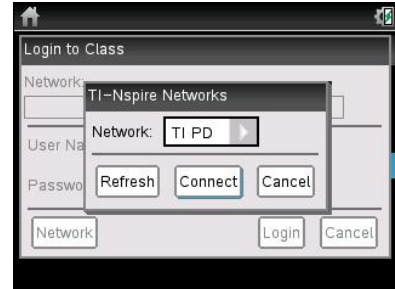 Login to Class
Network:
TI-Nspire Networks
Network: TI PD
User Na
Passwo
Refresh Connect Cancel
Network Login Cancel